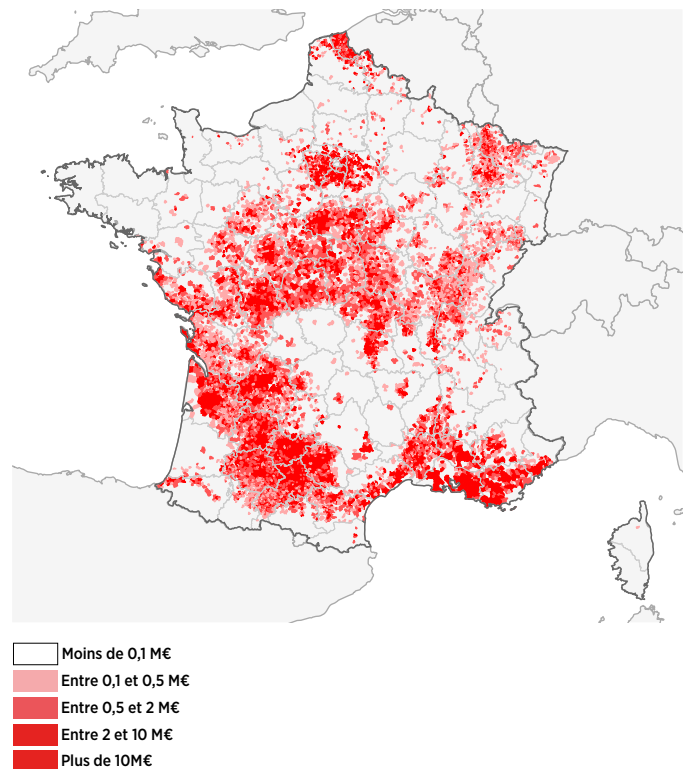 Moins de 0,1 M€
Entre 0,1 et 0,5 M€
Entre 0,5 et 2 M€
Entre 2 et 10 M€
Plus de 10M€